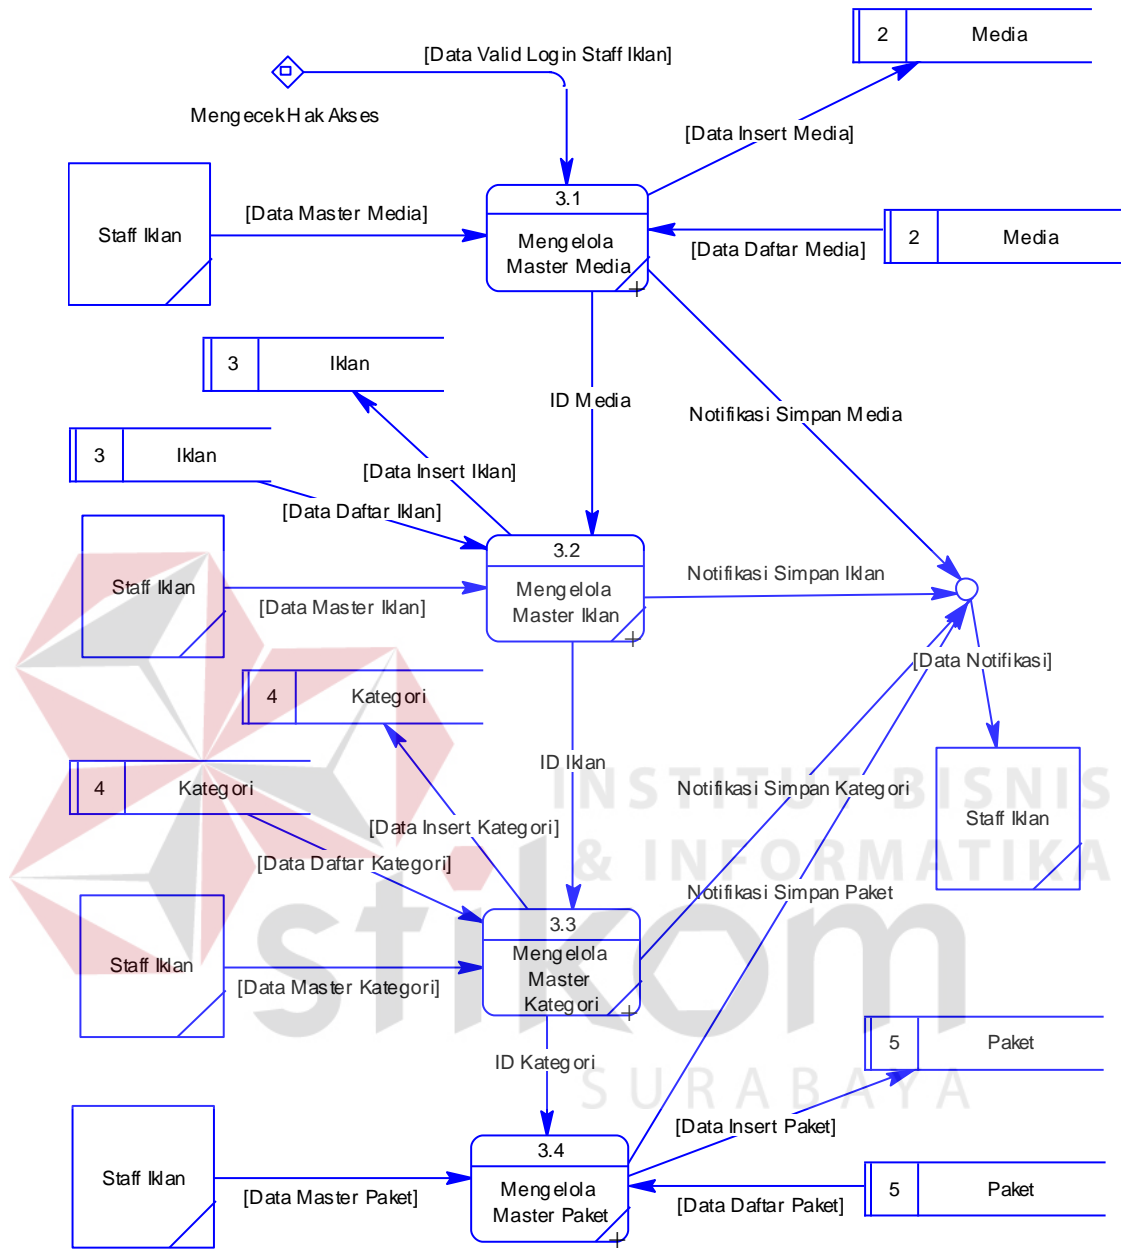 [Data Valid Login Staff Iklan]
2 Media
Mengecek Hak Akses
[Data Insert Media]
3.1
Staff Iklan
[Data Master Media]
Mengelola
Master Media
[Data Daftar Media]
2 Media
3 Iklan
ID Media
Notifikasi Simpan Media
3 Iklan
[Data Insert Iklan]
[Data Daftar Iklan]
3.2
Staff Iklan
[Data Master Iklan]
Mengelola
Master Iklan
Notifikasi Simpan Iklan
[Data Notifikasi]
4 Kategori
ID Iklan
4 Kategori
[Data Insert Kategori]
[Data Daftar Kategori]
Notifikasi Simpan Kategori
Staff Iklan
INSTITUT BISNIS
& INFORMATIKA
stikom
SURABAYA
Notifikasi Simpan Paket
3.3
Staff Iklan
[Data Master Kategori]
Mengelola
Master
Kategori
ID Kategori
5 Paket
[Data Insert Paket]
3.4
Staff Iklan
[Data Master Paket]
Mengelola
Master Paket
[Data Daftar Paket]
5 Paket